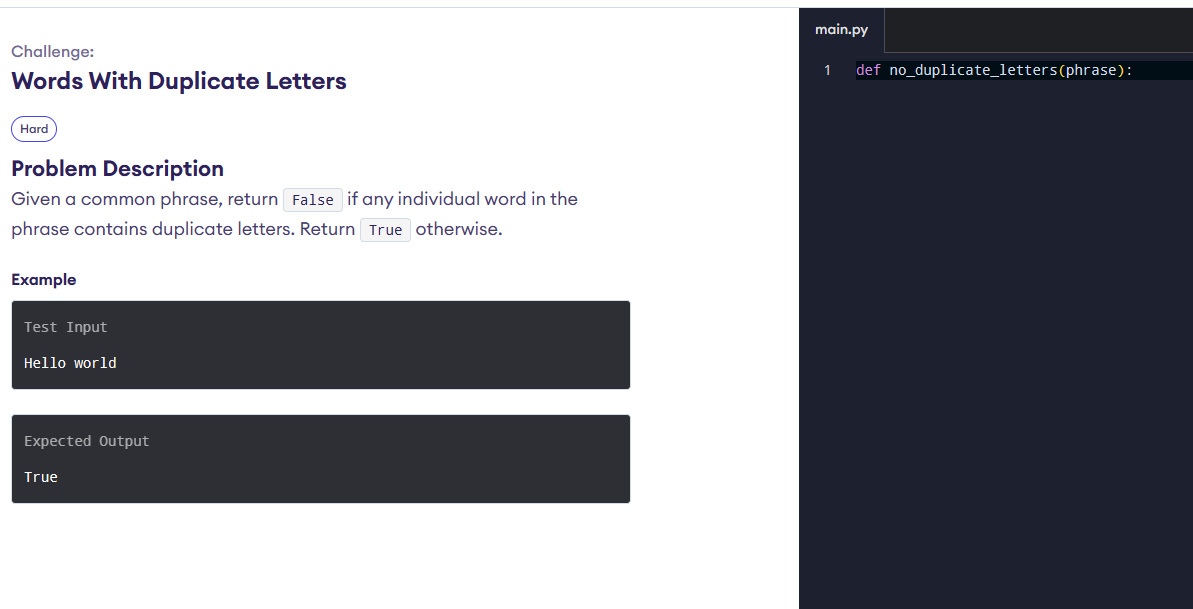 Challenge:
Words With Duplicate Letters
Hard
Problem Description
Given a common phrase, return False if any individual word in the
phrase contains duplicate letters. Return True otherwise.
Example
Test Input
Hello world
Expected Output
True
main.py
1 def no_duplicate_letters(phrase):